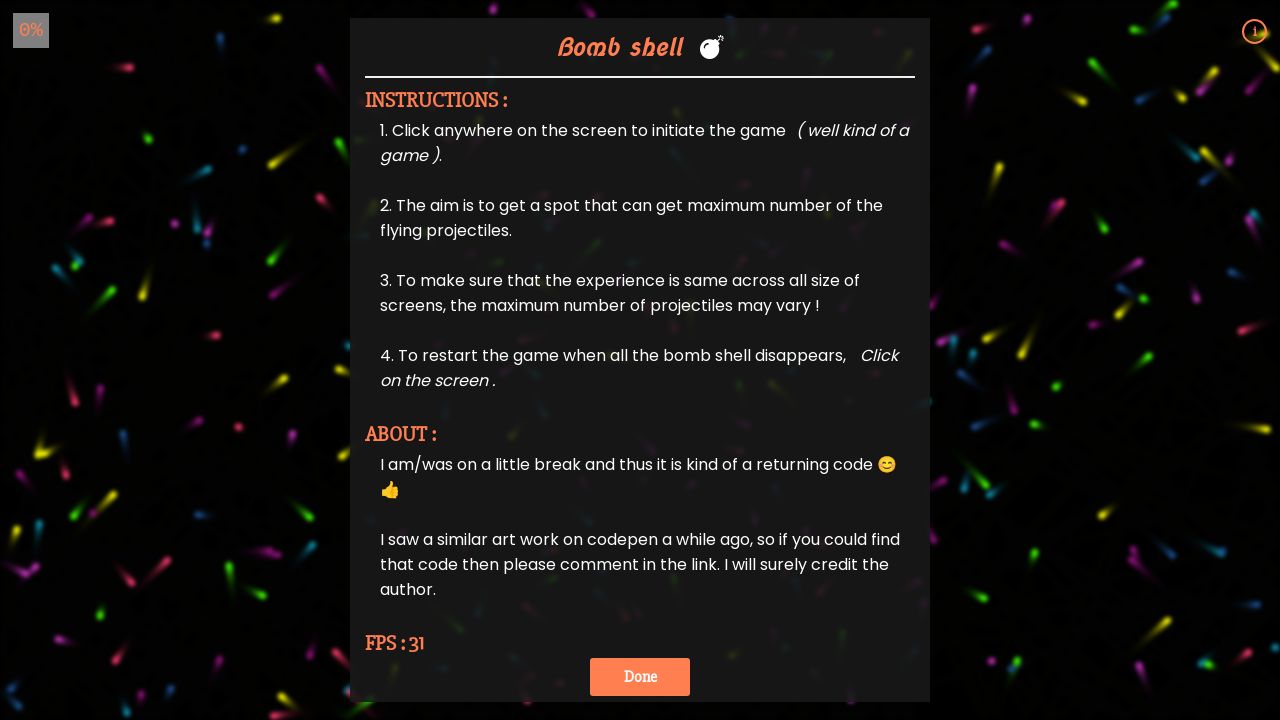 0%
i
Bomb shell 💣
INSTRUCTIONS :
1. Click anywhere on the screen to initiate the game ( well kind of a
game ).
2. The aim is to get a spot that can get maximum number of the
flying projectiles.
3. To make sure that the experience is same across all size of
screens, the maximum number of projectiles may vary !
4. To restart the game when all the bomb shell disappears, Click
on the screen .
ABOUT :
I am/was on a little break and thus it is kind of a returning code 😊
👍
I saw a similar art work on codepen a while ago, so if you could find
that code then please comment in the link. I will surely credit the
author.
FPS : 31
Done